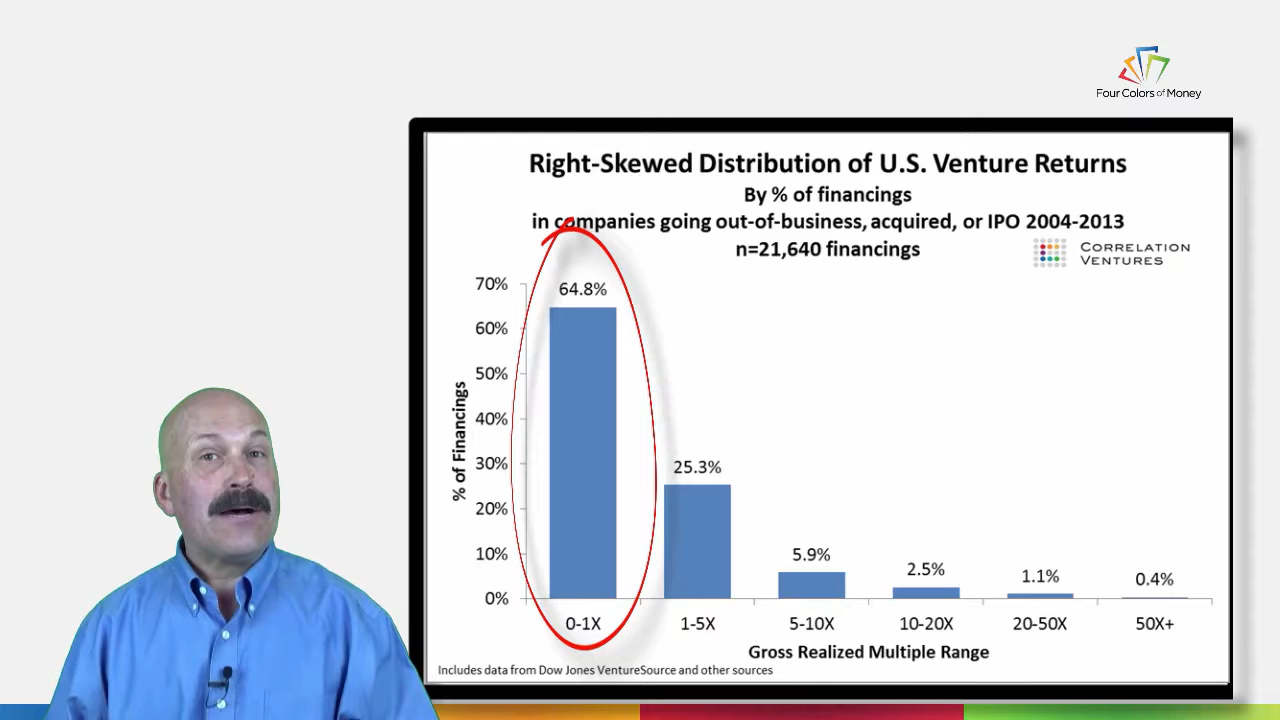 Four Colors of Money
Right-Skewed Distribution of U.S. Venture Returns
By % of financings
in companies going out-of-business, acquired, or IPO 2004-2013
n=21,640 financings
CORRELATION
VENTURES
% of Financings
70%
60%
50%
40%
30%
20%
10%
0%
64.8%
25.3%
5.9%
2.5%
1.1%
0.4%
0-1X
1-5X
5-10X
10-20X
20-50X
50X+
Gross Realized Multiple Range
Includes data from Dow Jones VentureSource and other sources